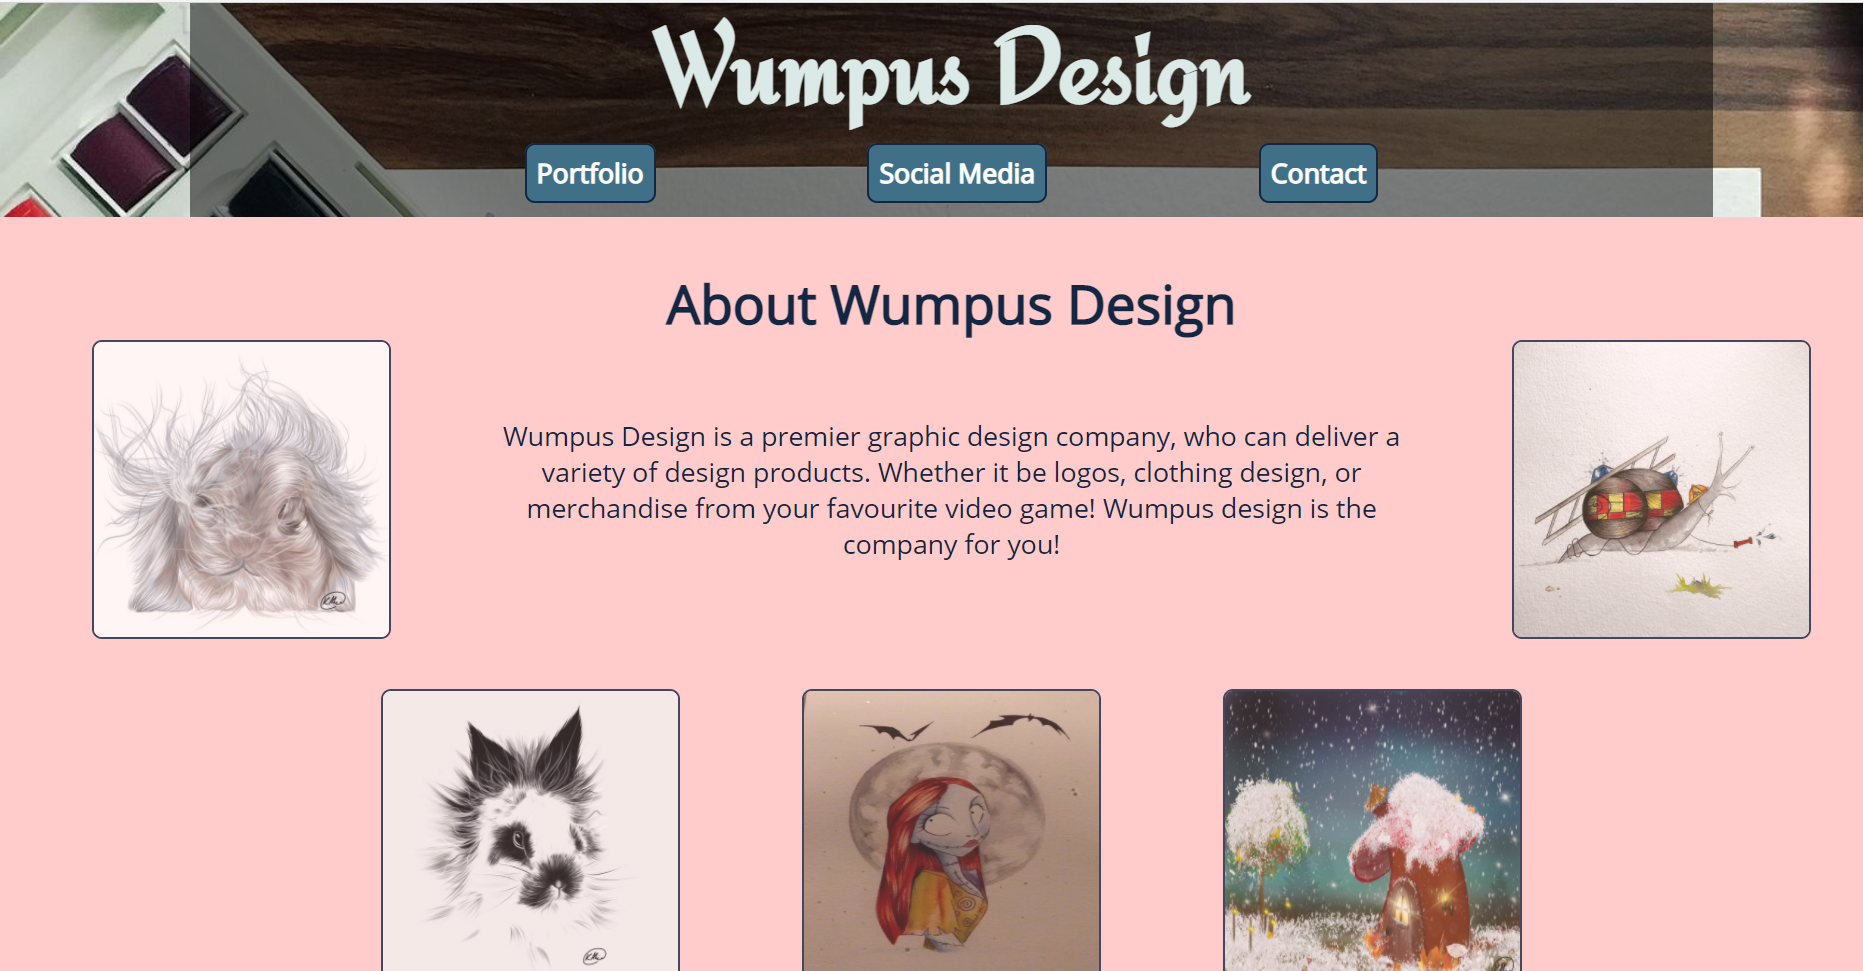 Wumpus Design
Portfolio
Social Media
Contact
About Wumpus Design
Wumpus Design is a premier graphic design company, who can deliver a
variety of design products. Whether it be logos, clothing design, or
merchandise from your favourite video game! Wumpus design is the
company for you!